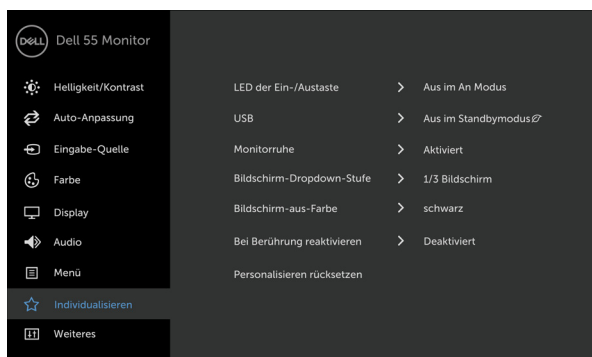 DELL Dell 55 Monitor
Helligkeit/Kontrast
Auto-Anpassung
Eingabe-Quelle
Farbe
Display
Audio
Menü
Individualisieren
Weiteres
LED der Ein-/Austaste Aus im An Modus
USB Aus im Standbymodus
Monitorruhe Aktiviert
Bildschirm-Dropdown-Stufe 1/3 Bildschirm
Bildschirm-aus-Farbe schwarz
Bei Berührung reaktivieren Deaktiviert
Personalisieren rücksetzen